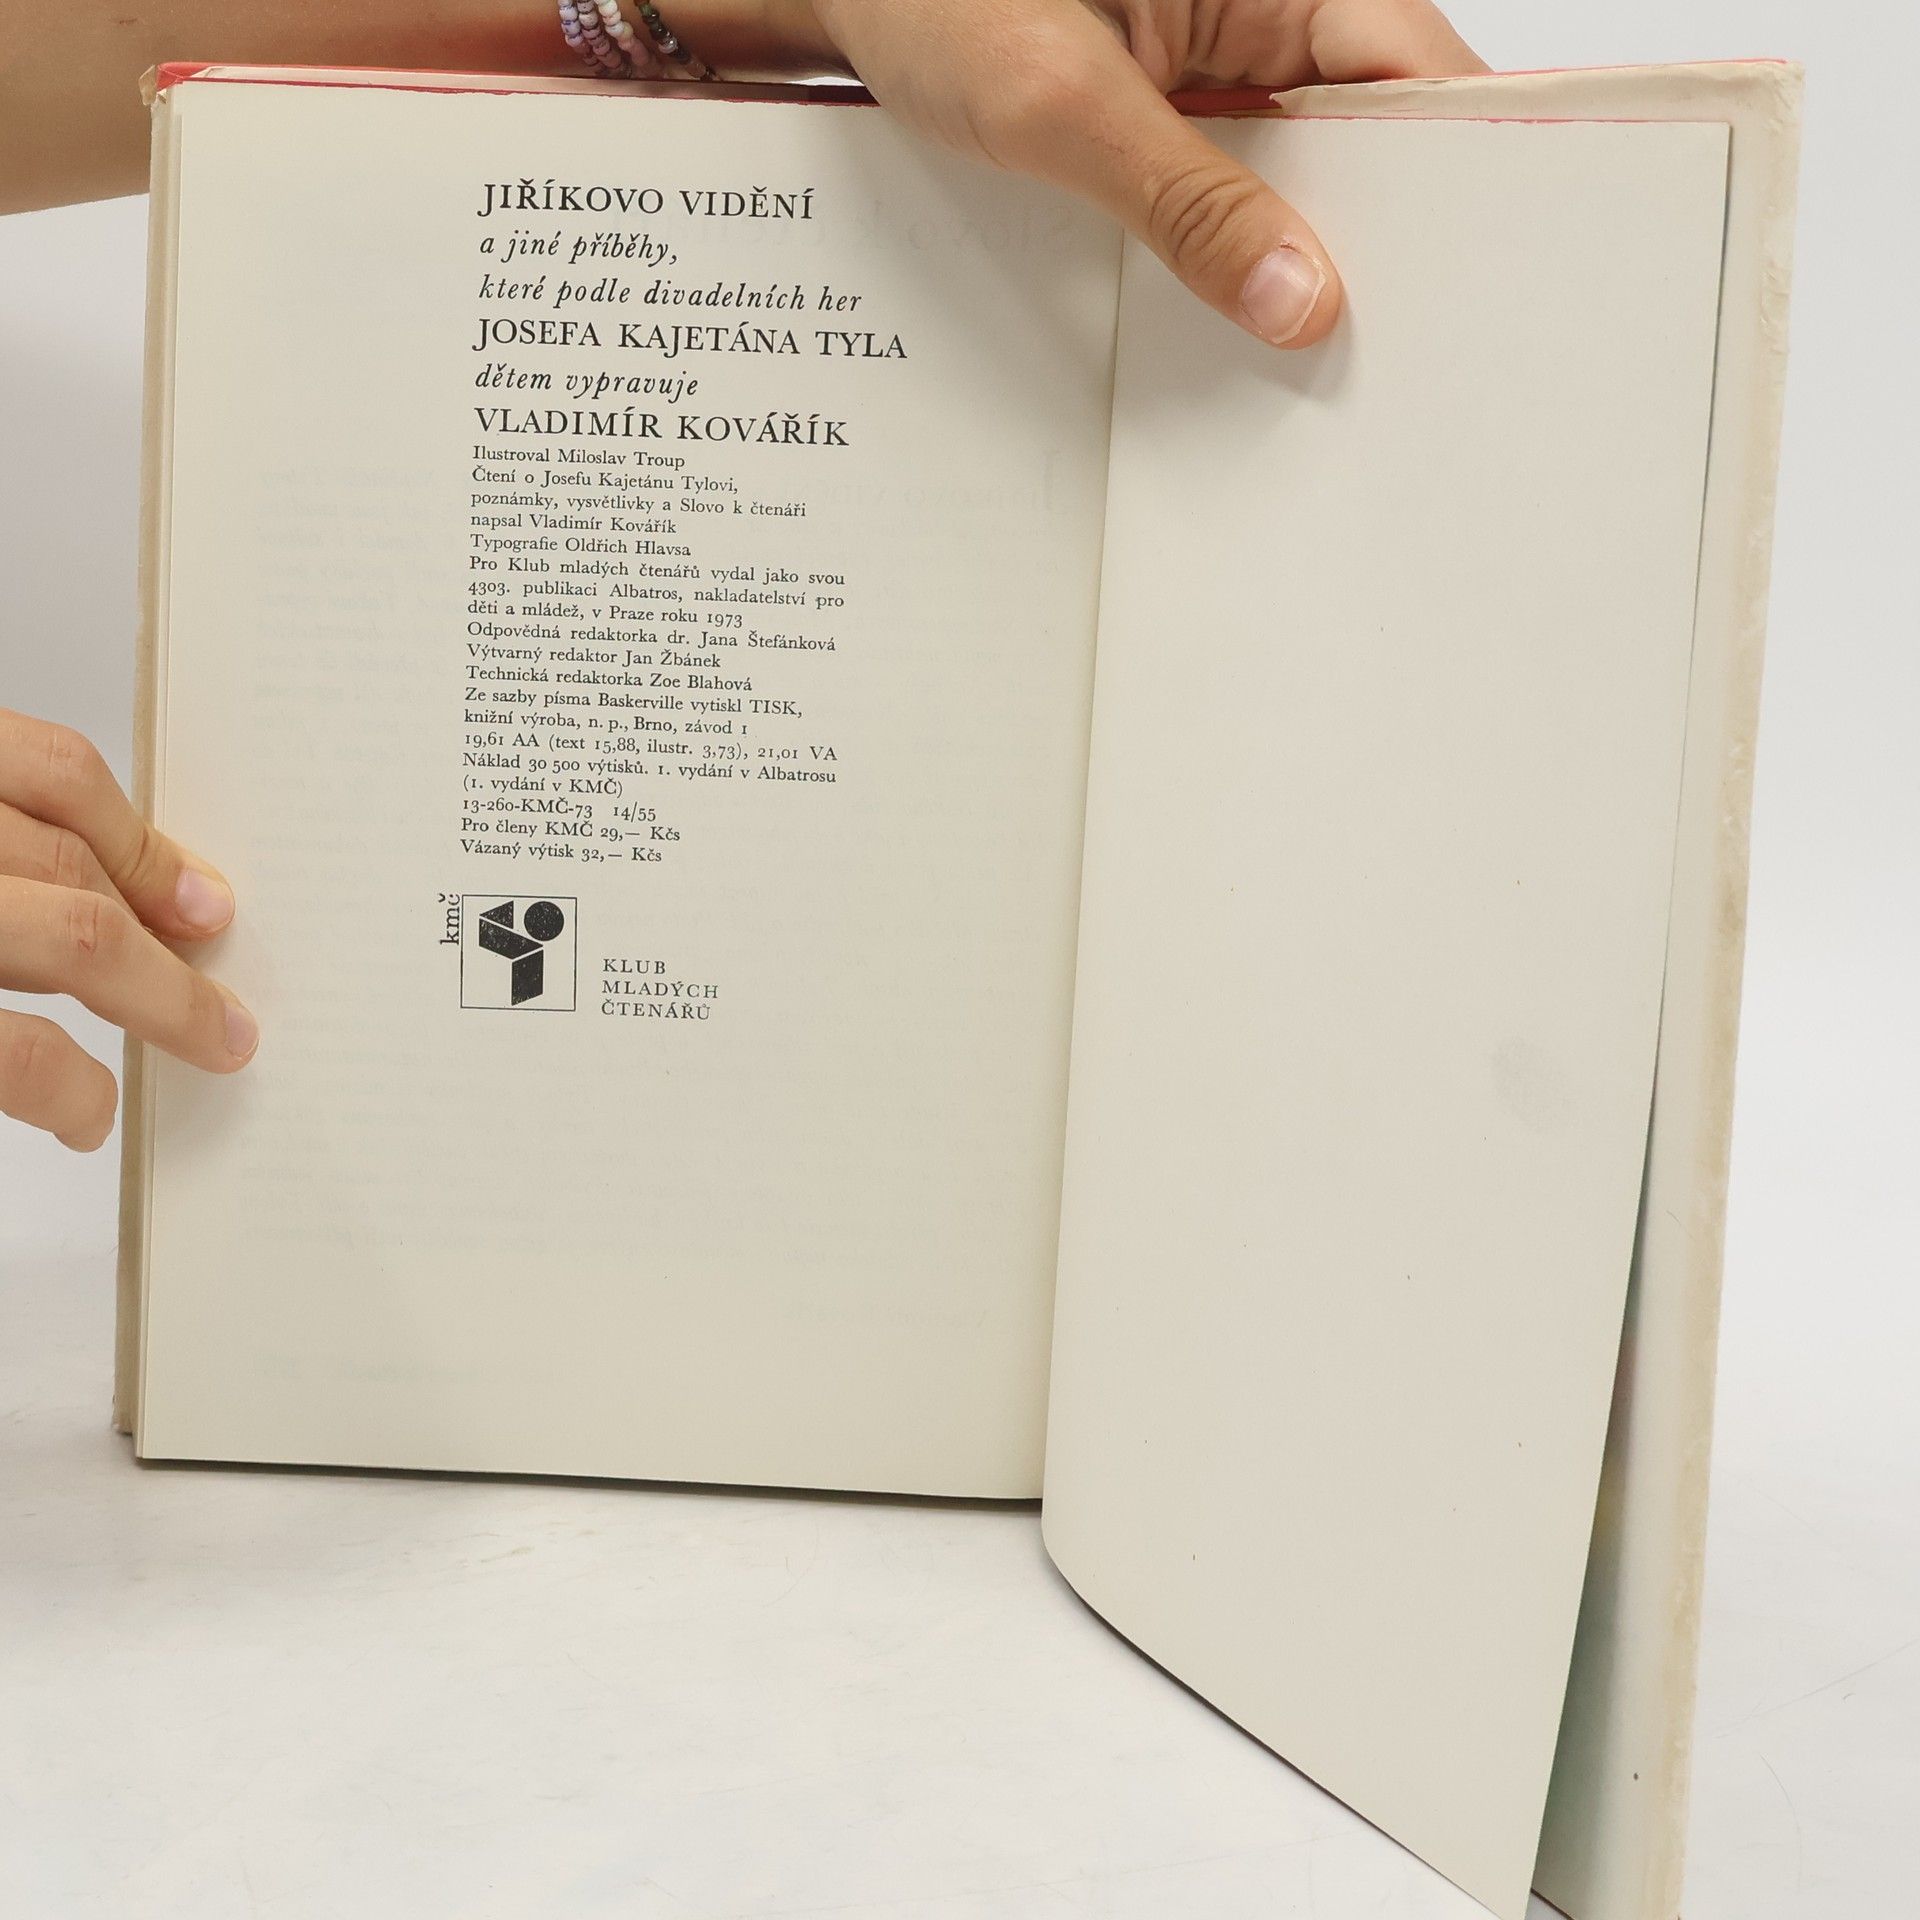 JIŘÍKOVO VIDĚNÍ
a jiné příběhy,
které podle divadelních her
JOSEFA KAJETÁNA TYLA
dětem vypravuje
VLADIMÍR KOVÁŘÍK
Ilustroval Miloslav Troup
Čtení o Josefu Kajetánu Tylovi,
poznámky, vysvětlivky a Slovo k čtenáři
napsal Vladimír Kovářík
Typografie Oldřich Hlavsa
Pro Klub mladých čtenářů vydal jako svou
4303. publikaci Albatros, nakladatelství pro
děti a mládež, v Praze roku 1973
Odpovědná redaktorka dr. Jana Štefánková
Výtvarný redaktor Jan Žbánek
Technická redaktorka Zoe Blahová
Ze sazby písma Baskerville vytiskl TISK,
knižní výroba, n. p., Brno, závod 1
19,61 AA (text 15,88, ilustr. 3,73), 21,01 VA
Náklad 30 500 výtisků. 1. vydání v Albatrosu
(1. vydání v KMČ)
13-260-KMČ-73 14/55
Pro členy KMČ 29,— Kčs
Vázaný výtisk 32,— Kčs
kmč
KLUB
MLADÝCH
ČTENÁŘŮ